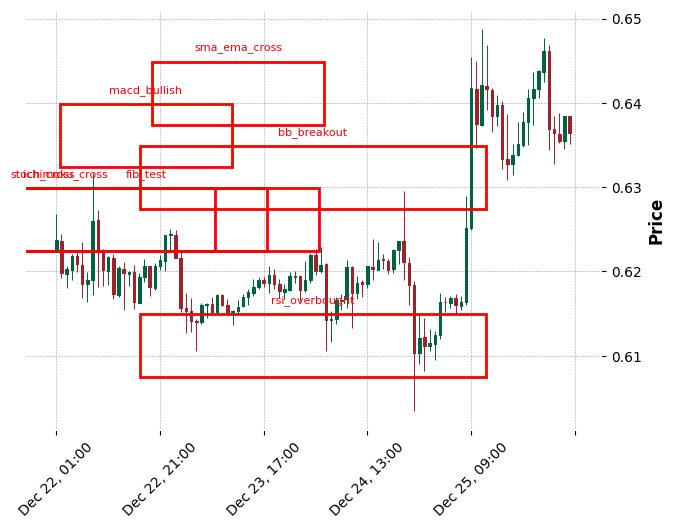 0.65
sma_ema_cross
macd_bullish
0.64
bb_breakout
stoch_cross
fib_test
0.63
Price
0.62
rsi_overbought
0.61
Dec 22, 01:00
Dec 22, 21:00
Dec 23, 17:00
Dec 24, 13:00
Dec 25, 09:00